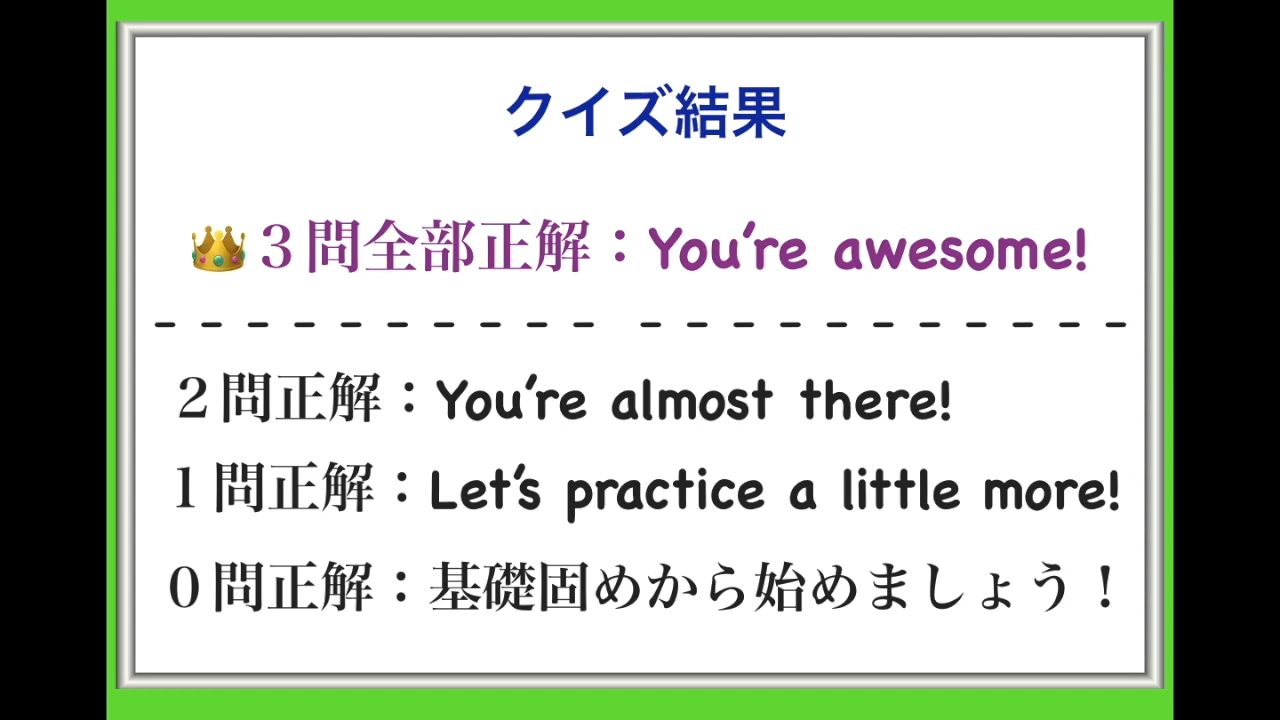 クイズ結果
👑３問全部正解：You're awesome!
- - - - - - - - - - - - - - - - - - - - -
２問正解：You're almost there!
１問正解：Let's practice a little more!
０問正解：基礎固めから始めましょう！